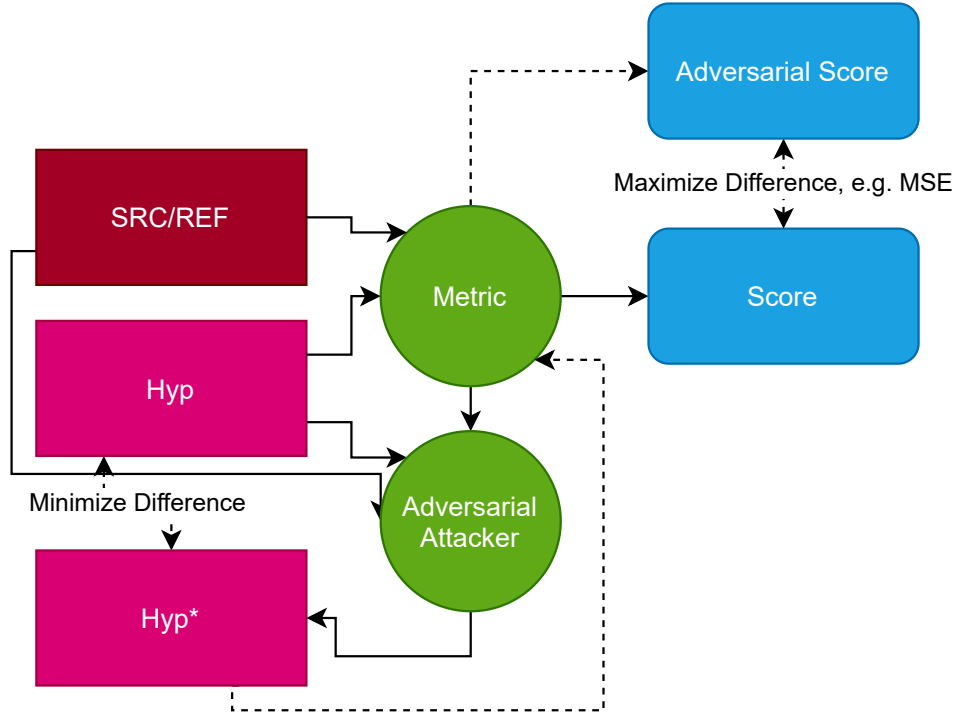 Adversarial Score
Maximize Difference, e.g. MSE
SRC/REF
Metric
Score
Hyp
Minimize Difference
Adversarial
Attacker
Hyp*